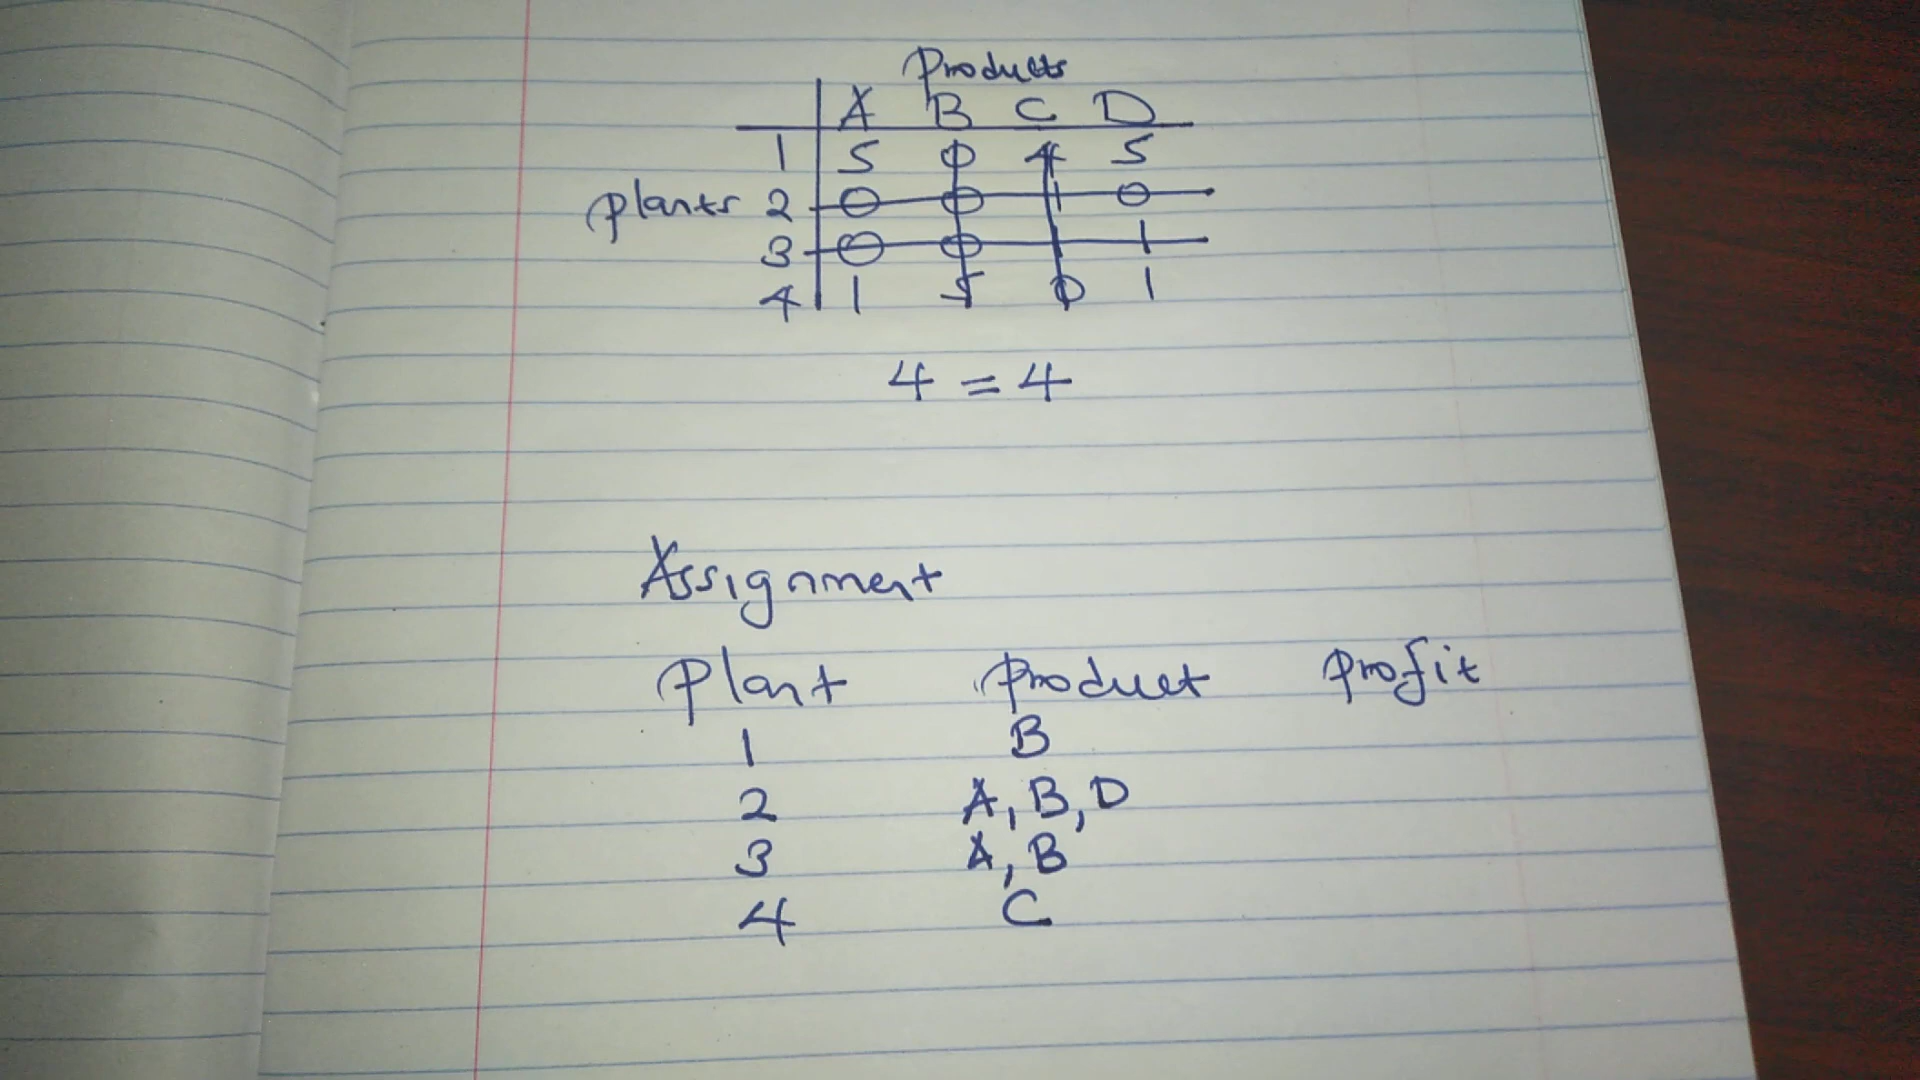 Products
A B C D
1 5 0 4 5
Plants 2 0 0 1 0
3 0 0 1 1
4 1 5 0 1
4 = 4
Assignment
Plant Product Profit
1 B
2 A, B, D
3 A, B
4 C